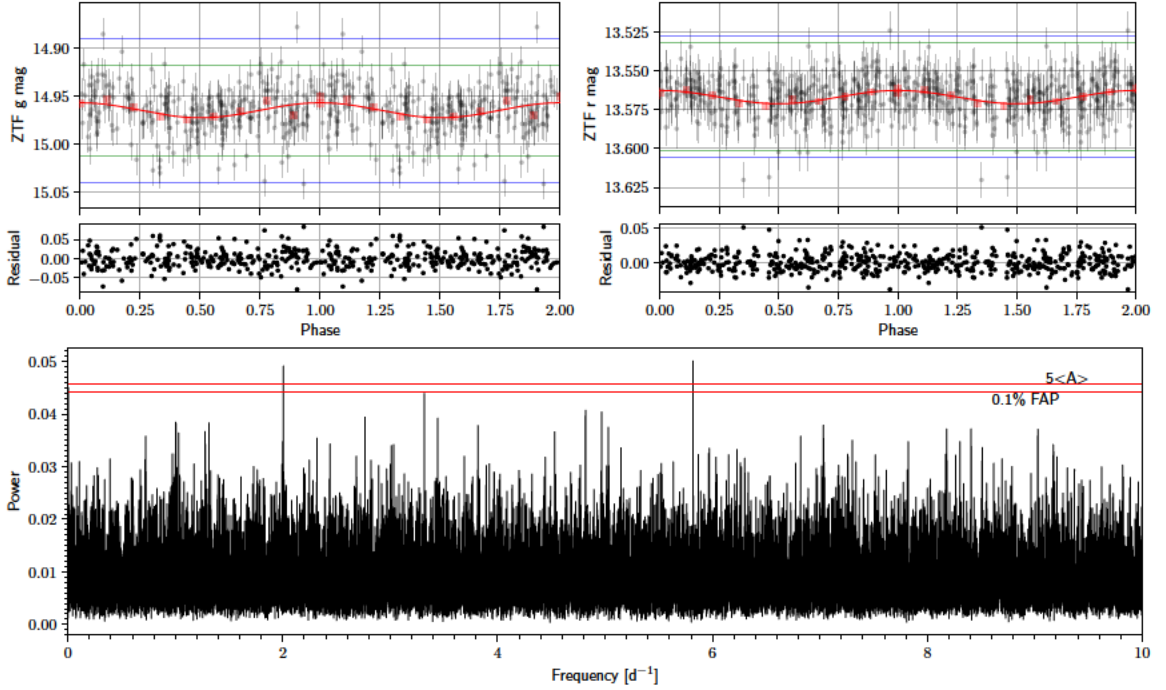 14.90
14.95
15.00
15.05
ZTF g mag
13.525
13.550
13.575
13.600
13.625
ZTF r mag
0.05
0.00
−0.05
Residual
0.00 0.25 0.50 0.75 1.00 1.25 1.50 1.75 2.00
Phase
0.05
0.00
Residual
0.00 0.25 0.50 0.75 1.00 1.25 1.50 1.75 2.00
Phase
0.05
0.04
0.03
0.02
0.01
0.00
Power
5<A>
0.1% FAP
0 2 4 6 8 10
Frequency [d⁻¹]